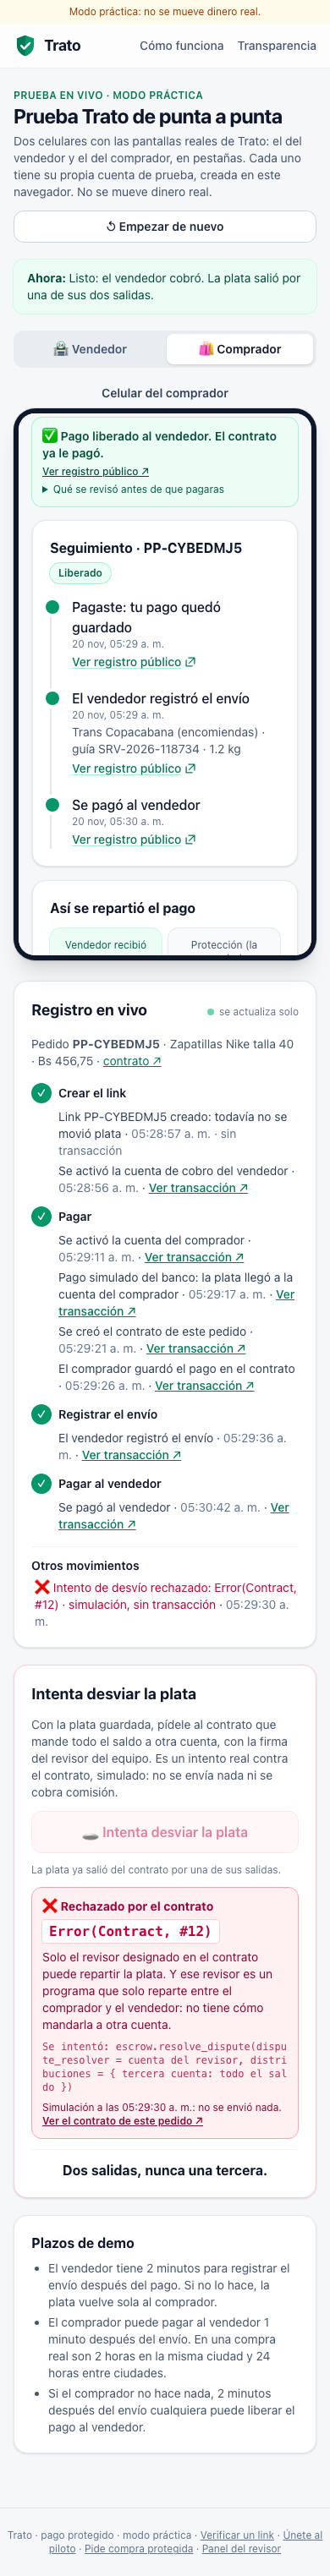 Modo práctica: no se mueve dinero real.
Trato
Cómo funciona
Transparencia
PRUEBA EN VIVO · MODO PRÁCTICA
Prueba Trato de punta a punta
Dos celulares con las pantallas reales de Trato: el del
vendedor y el del comprador, en pestañas. Cada uno
tiene su propia cuenta de prueba, creada en este
navegador. No se mueve dinero real.
↺ Empezar de nuevo
Ahora: Listo: el vendedor cobró. La plata salió por
una de sus dos salidas.
Vendedor
Comprador
Celular del comprador
✅ Pago liberado al vendedor. El contrato
ya le pagó.
Ver registro público ↗
▶ Qué se revisó antes de que pagaras
Seguimiento · PP-CYBEDMJ5
Liberado
Pagaste: tu pago quedó
guardado
20 nov, 05:29 a. m.
Ver registro público
El vendedor registró el envío
20 nov, 05:29 a. m.
Trans Copacabana (encomiendas) ·
guía SRV-2026-118734 · 1.2 kg
Ver registro público
Se pagó al vendedor
20 nov, 05:30 a. m.
Ver registro público
Así se repartió el pago
Vendedor recibió
Protección (la
Registro en vivo
se actualiza solo
Pedido PP-CYBEDMJ5 · Zapatillas Nike talla 40
· Bs 456,75 · contrato ↗
Crear el link
Link PP-CYBEDMJ5 creado: todavía no se
movió plata · 05:28:57 a. m. · sin
transacción
Se activó la cuenta de cobro del vendedor ·
05:28:56 a. m. · Ver transacción ↗
Pagar
Se activó la cuenta del comprador ·
05:29:11 a. m. · Ver transacción ↗
Pago simulado del banco: la plata llegó a la
cuenta del comprador · 05:29:17 a. m. · Ver
transacción ↗
Se creó el contrato de este pedido ·
05:29:21 a. m. · Ver transacción ↗
El comprador guardó el pago en el contrato
· 05:29:26 a. m. · Ver transacción ↗
Registrar el envío
El vendedor registró el envío · 05:29:36 a.
m. · Ver transacción ↗
Pagar al vendedor
Se pagó al vendedor · 05:30:42 a. m. · Ver
transacción ↗
Otros movimientos
❌ Intento de desvío rechazado: Error(Contract,
#12) · simulación, sin transacción · 05:29:30 a.
m.
Intenta desviar la plata
Con la plata guardada, pídele al contrato que
mande todo el saldo a otra cuenta, con la firma
del revisor del equipo. Es un intento real contra
el contrato, simulado: no se envía nada ni se
cobra comisión.
Intenta desviar la plata
La plata ya salió del contrato por una de sus salidas.
❌ Rechazado por el contrato
Error(Contract, #12)
Solo el revisor designado en el contrato
puede repartir la plata. Y ese revisor es un
programa que solo reparte entre el
comprador y el vendedor: no tiene cómo
mandarla a otra cuenta.
Se intentó: escrow.resolve_dispute(dispu
te_resolver = cuenta del revisor, distri
buciones = { tercera cuenta: todo el sal
do })
Simulación a las 05:29:30 a. m.: no se envió nada.
Ver el contrato de este pedido ↗
Dos salidas, nunca una tercera.
Plazos de demo
• El vendedor tiene 2 minutos para registrar el
envío después del pago. Si no lo hace, la
plata vuelve sola al comprador.
• El comprador puede pagar al vendedor 1
minuto después del envío. En una compra
real son 2 horas en la misma ciudad y 24
horas entre ciudades.
• Si el comprador no hace nada, 2 minutos
después del envío cualquiera puede liberar el
pago al vendedor.
Trato · pago protegido · modo práctica · Verificar un link · Únete al
piloto · Pide compra protegida · Panel del revisor